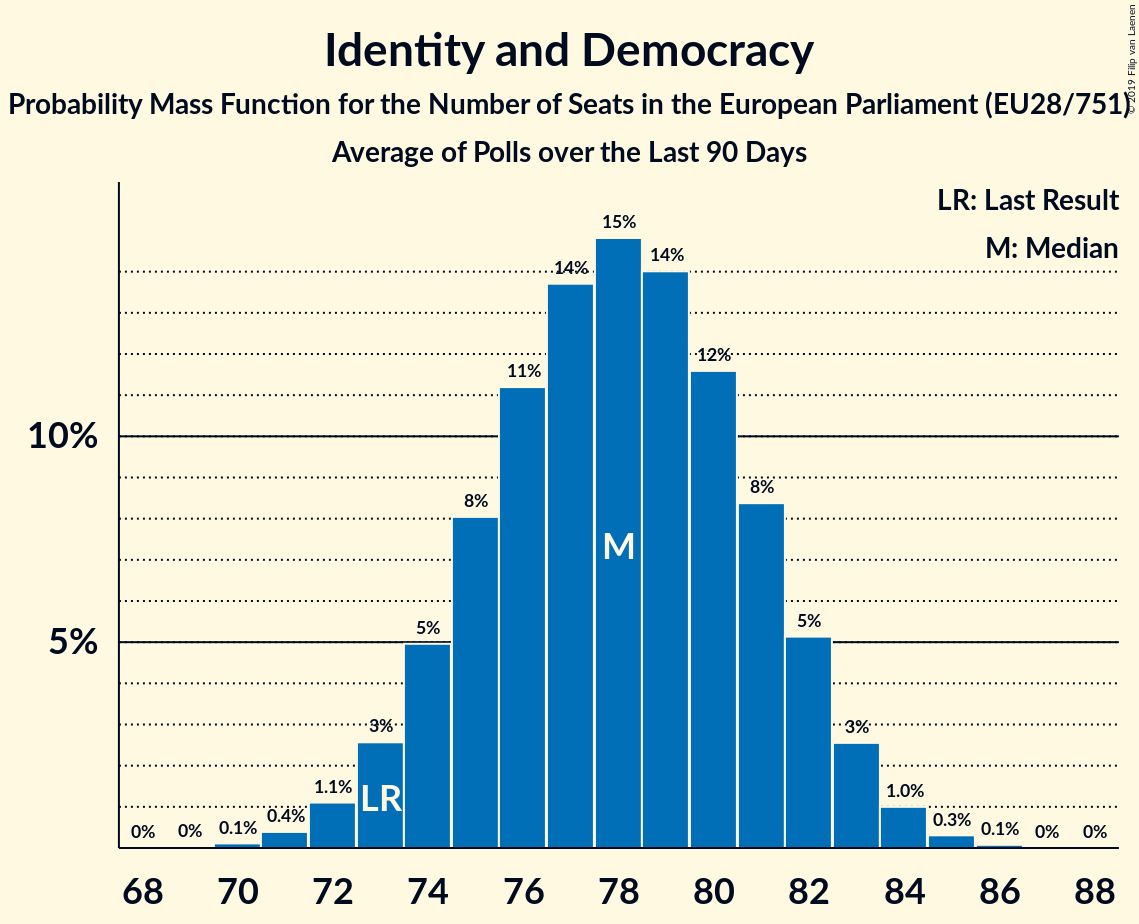 Identity and Democracy
Probability Mass Function for the Number of Seats in the European Parliament (EU28/751)
Average of Polls over the Last 90 Days
© 2019 Filip van Laenen
LR: Last Result
M: Median
10%
5%
0%
0%
0.1%
0.4%
1.1%
3%
5%
8%
11%
14%
15%
14%
12%
8%
5%
3%
1.0%
0.3%
0.1%
0%
0%
LR
M
68 70 72 74 76 78 80 82 84 86 88